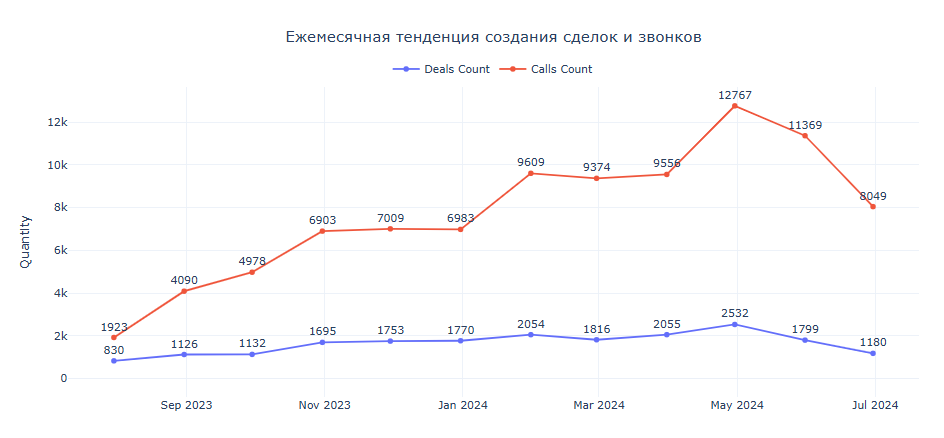 Ежемесячная тенденция создания сделок и звонков
Deals Count Calls Count
12767
12k
11369
10k
9609
9374
9556
8k
8049
6903
7009
6983
Quantity
6k
4978
4090
4k
2532
2k
1923
1695
1753
1770
2054
1816
2055
1799
830
1126
1132
1180
0
Sep 2023 Nov 2023 Jan 2024 Mar 2024 May 2024 Jul 2024